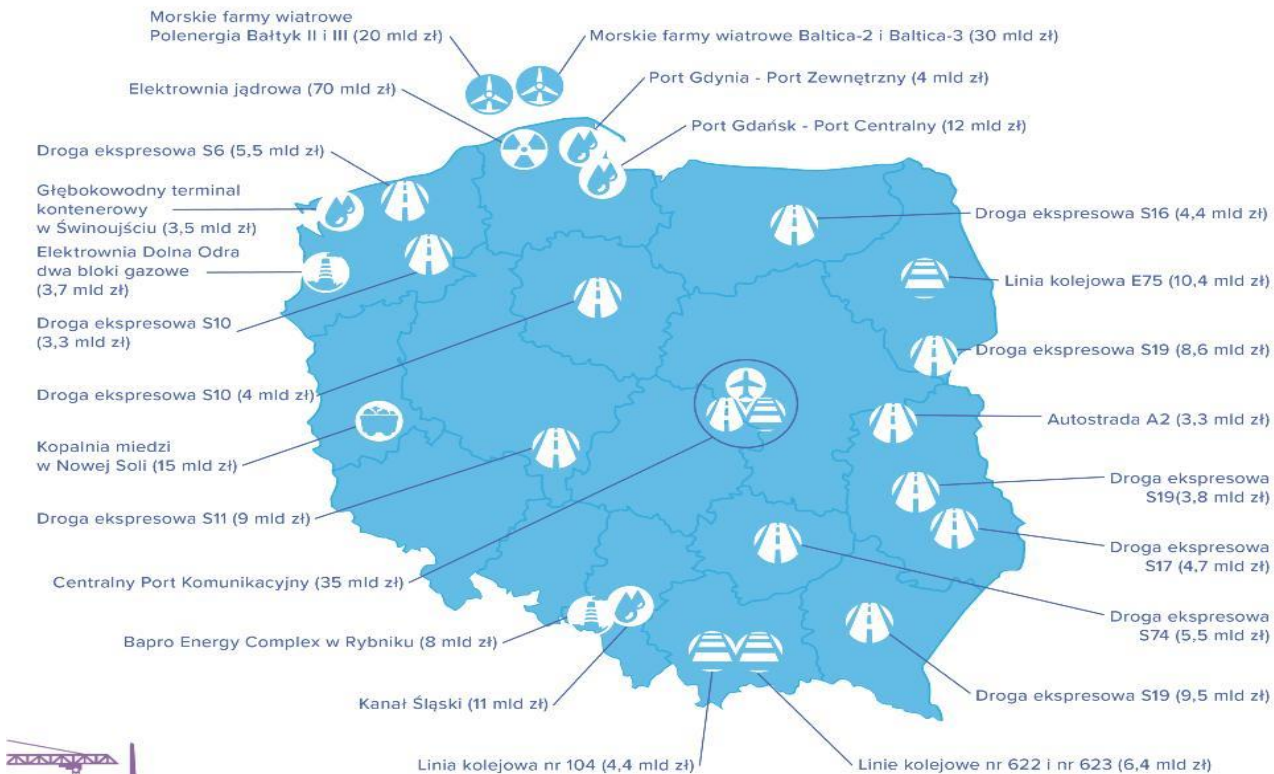 Morskie farmy wiatrowe
Polenergia Bałtyk II i III (20 mld zł)
Morskie farmy wiatrowe Baltica-2 i Baltica-3 (30 mld zł)
Elektrownia jądrowa (70 mld zł)
Port Gdynia - Port Zewnętrzny (4 mld zł)
Port Gdańsk - Port Centralny (12 mld zł)
Droga ekspresowa S6 (5,5 mld zł)
Głębokowodny terminal
kontenerowy
w Świnoujściu (3,5 mld zł)
Elektrownia Dolna Odra
dwa bloki gazowe
(3,7 mld zł)
Droga ekspresowa S10
(3,3 mld zł)
Droga ekspresowa S10 (4 mld zł)
Kopalnia miedzi
w Nowej Soli (15 mld zł)
Droga ekspresowa S11 (9 mld zł)
Centralny Port Komunikacyjny (35 mld zł)
Bapro Energy Complex w Rybniku (8 mld zł)
Kanał Śląski (11 mld zł)
Linia kolejowa nr 104 (4,4 mld zł)
Droga ekspresowa S16 (4,4 mld zł)
Linia kolejowa E75 (10,4 mld zł)
Droga ekspresowa S19 (8,6 mld zł)
Autostrada A2 (3,3 mld zł)
Droga ekspresowa
S19(3,8 mld zł)
Droga ekspresowa
S17 (4,7 mld zł)
Droga ekspresowa
S74 (5,5 mld zł)
Droga ekspresowa S19 (9,5 mld zł)
Linie kolejowe nr 622 i nr 623 (6,4 mld zł)